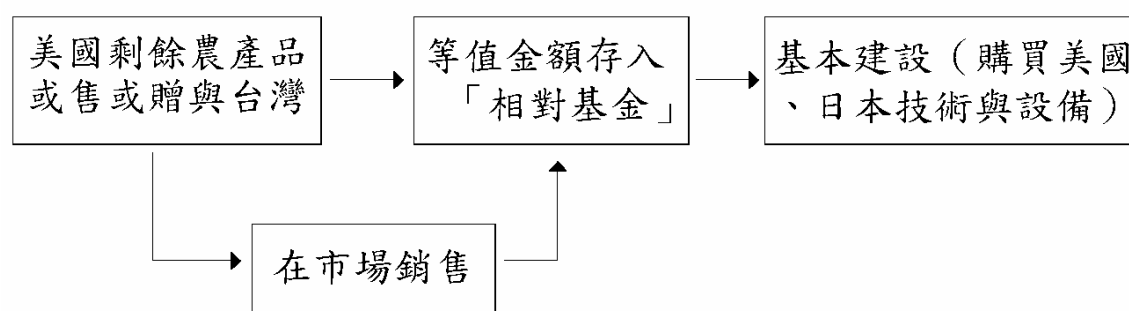 美國剩餘農產品
或售或贈與台灣
等值金額存入
「相對基金」
基本建設（購買美國
、日本技術與設備）
在市場銷售